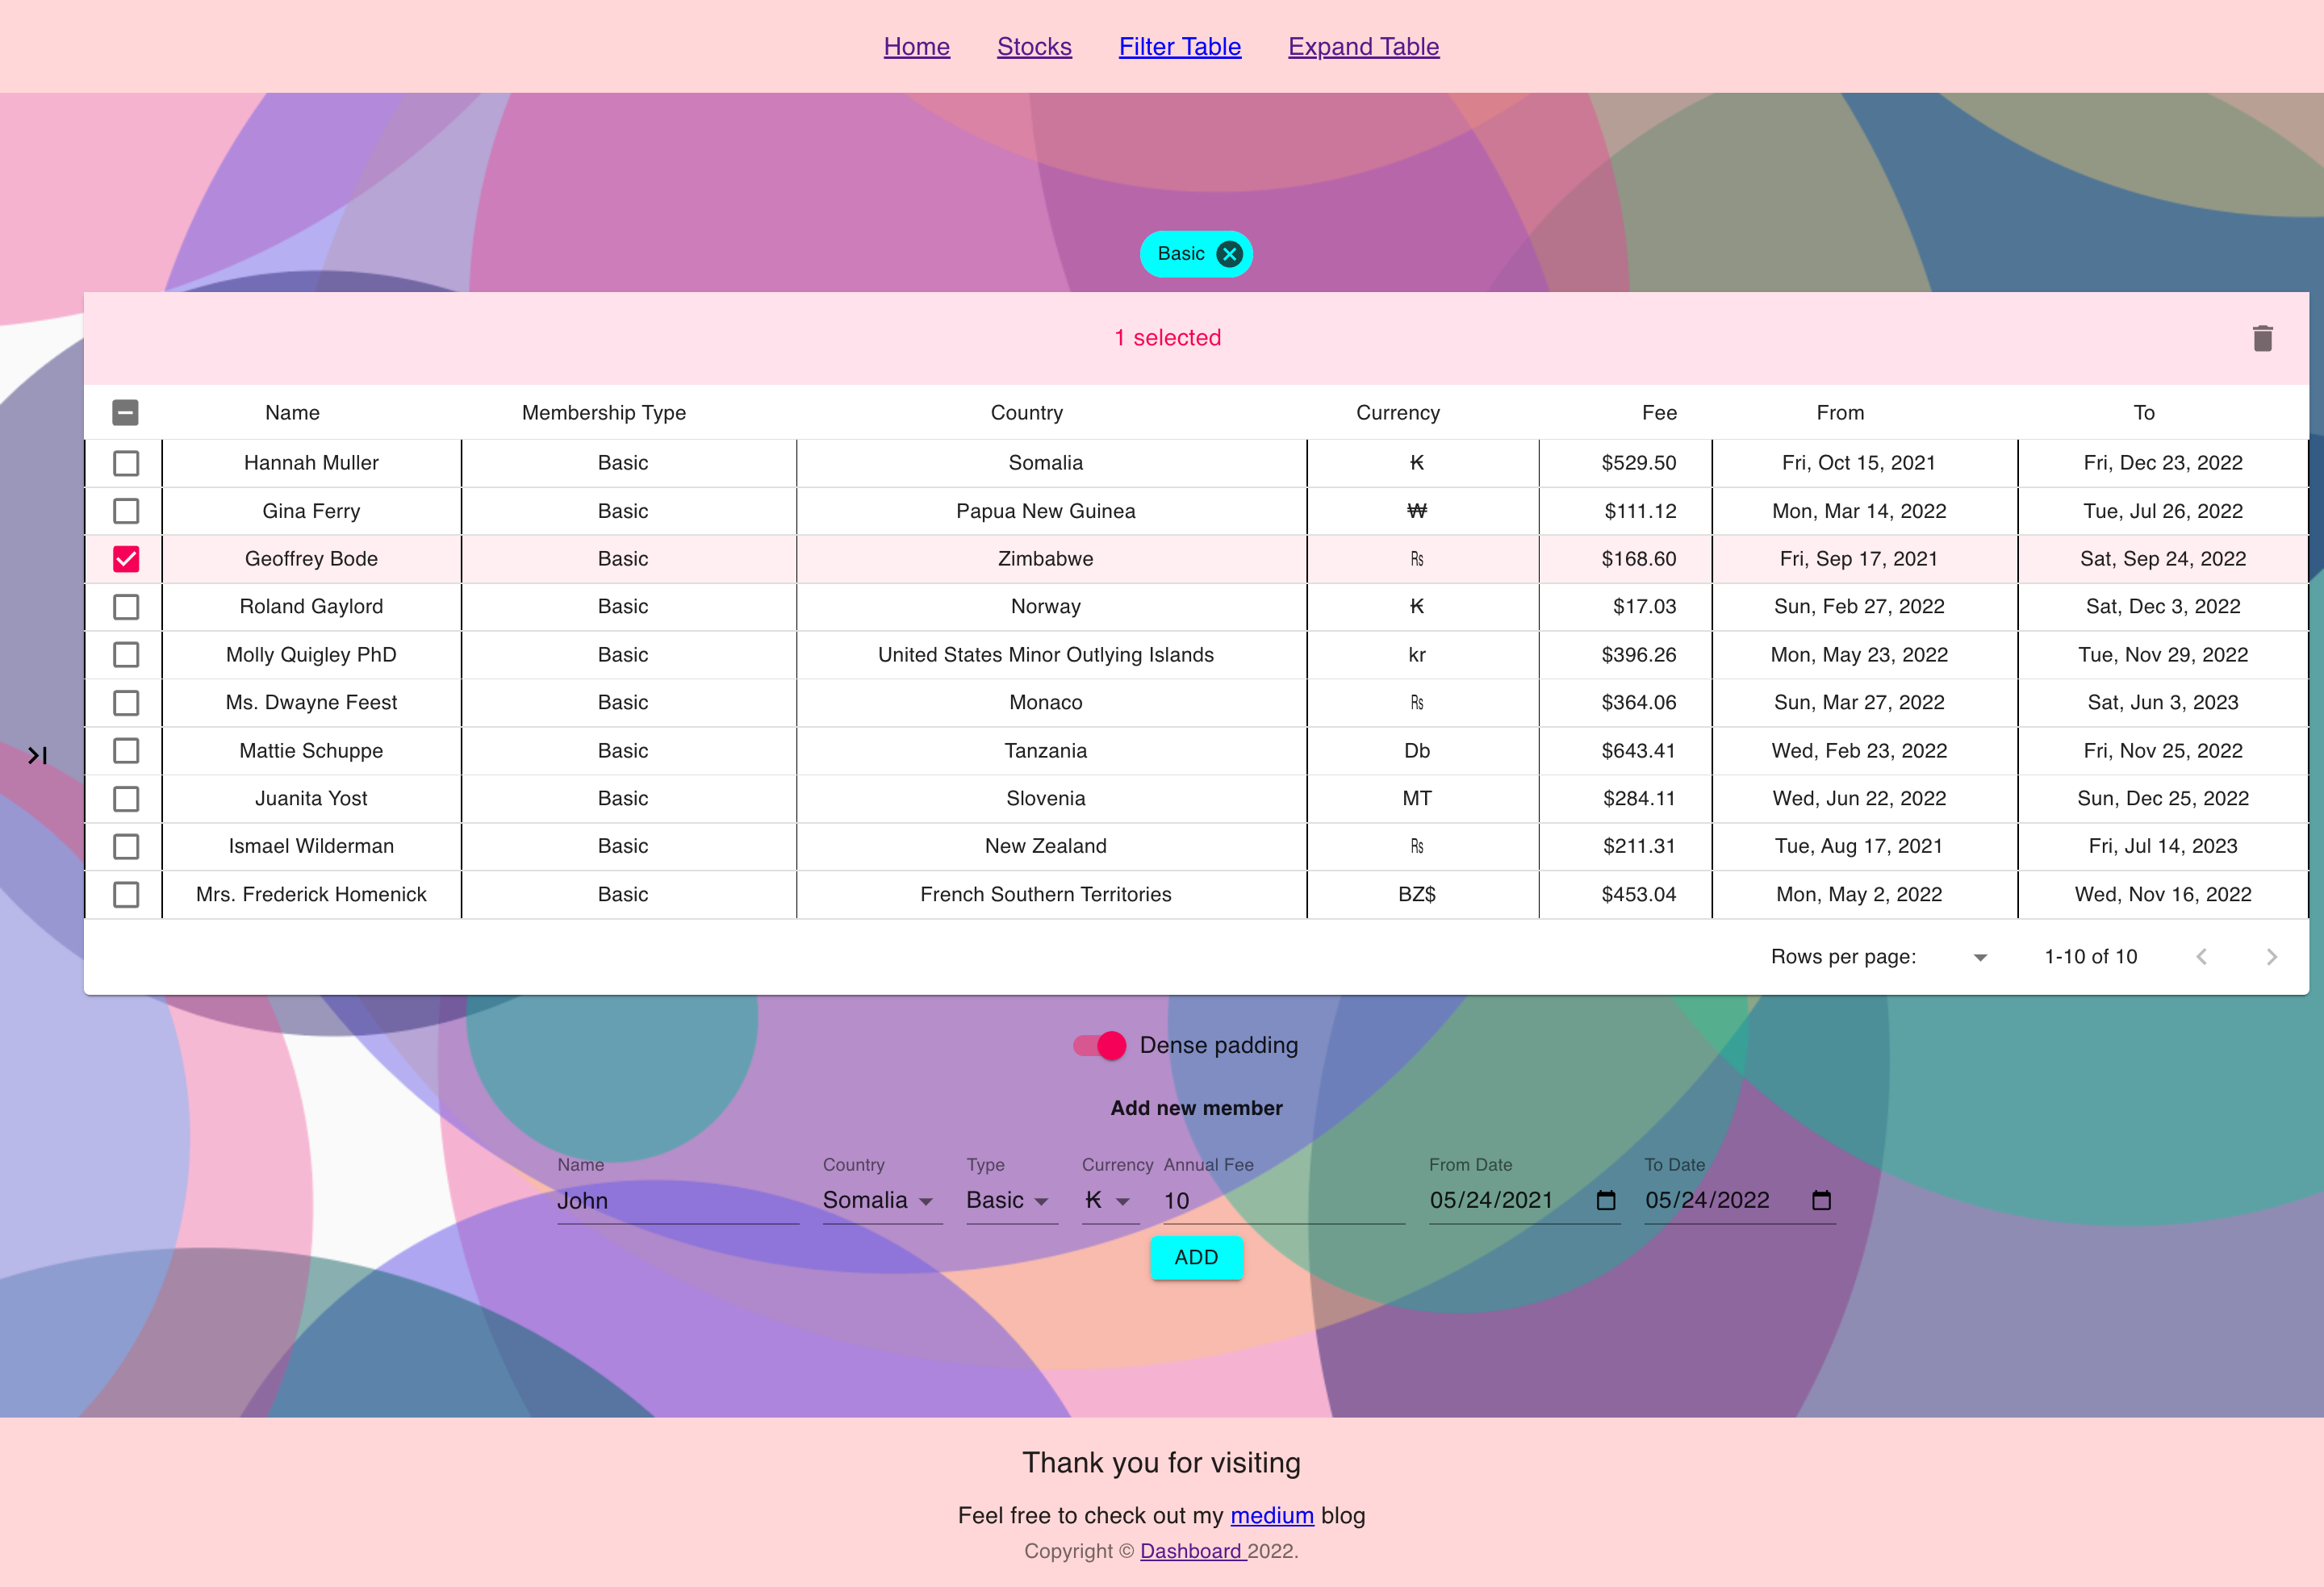 Home Stocks Filter Table Expand Table
Basic
1 selected
Name Membership Type Country Currency Fee From To
Hannah Muller Basic Somalia ₭ $529.50 Fri, Oct 15, 2021 Fri, Dec 23, 2022
Gina Ferry Basic Papua New Guinea ₩ $111.12 Mon, Mar 14, 2022 Tue, Jul 26, 2022
Geoffrey Bode Basic Zimbabwe ₨ $168.60 Fri, Sep 17, 2021 Sat, Sep 24, 2022
Roland Gaylord Basic Norway ₭ $17.03 Sun, Feb 27, 2022 Sat, Dec 3, 2022
Molly Quigley PhD Basic United States Minor Outlying Islands kr $396.26 Mon, May 23, 2022 Tue, Nov 29, 2022
Ms. Dwayne Feest Basic Monaco ₨ $364.06 Sun, Mar 27, 2022 Sat, Jun 3, 2023
Mattie Schuppe Basic Tanzania Db $643.41 Wed, Feb 23, 2022 Fri, Nov 25, 2022
Juanita Yost Basic Slovenia MT $284.11 Wed, Jun 22, 2022 Sun, Dec 25, 2022
Ismael Wilderman Basic New Zealand ₨ $211.31 Tue, Aug 17, 2021 Fri, Jul 14, 2023
Mrs. Frederick Homenick Basic French Southern Territories BZ$ $453.04 Mon, May 2, 2022 Wed, Nov 16, 2022
Rows per page: 1-10 of 10
Dense padding
Add new member
Name Country Type Currency Annual Fee From Date To Date
John Somalia Basic ₭ 10 05/24/2021 05/24/2022
ADD
Thank you for visiting
Feel free to check out my medium blog
Copyright © Dashboard 2022.